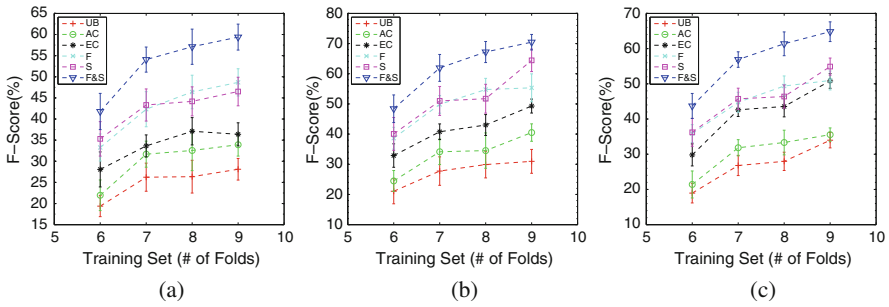 65
60
55
50
45
40
35
30
25
20
15
F–Score(%)
UB
AC
EC
F
S
F&S
5 6 7 8 9 10
Training Set (# of Folds)
(a)
80
70
60
50
40
30
20
10
F–Score(%)
UB
AC
EC
F
S
F&S
5 6 7 8 9 10
Training Set (# of Folds)
(b)
70
60
50
40
30
20
10
F–Score(%)
UB
AC
EC
F
S
F&S
5 6 7 8 9 10
Training Set (# of Folds)
(c)